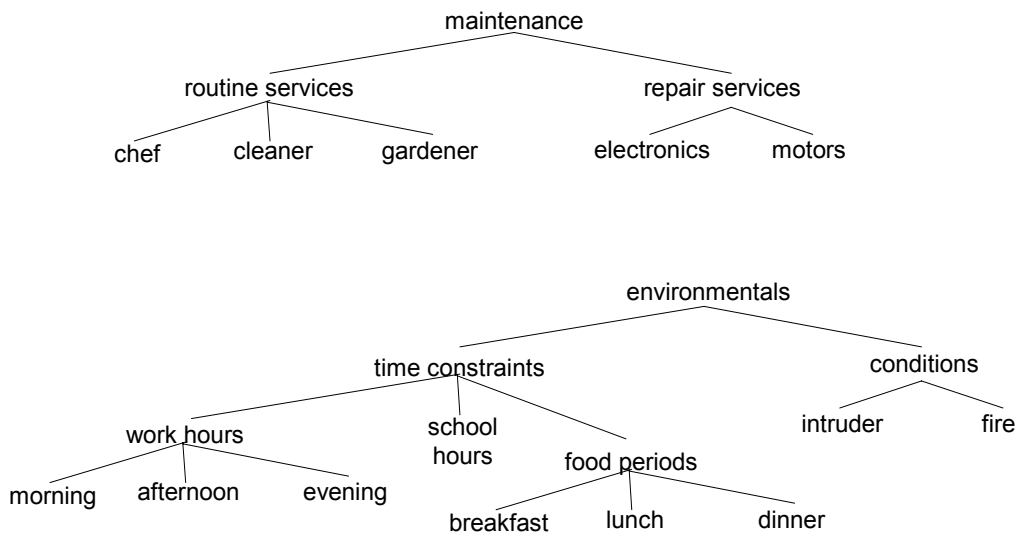 maintenance
routine services
repair services
chef
cleaner
gardener
electronics
motors
environmentals
time constraints
conditions
work hours
school
hours
food periods
intruder
fire
morning
afternoon
evening
breakfast
lunch
dinner